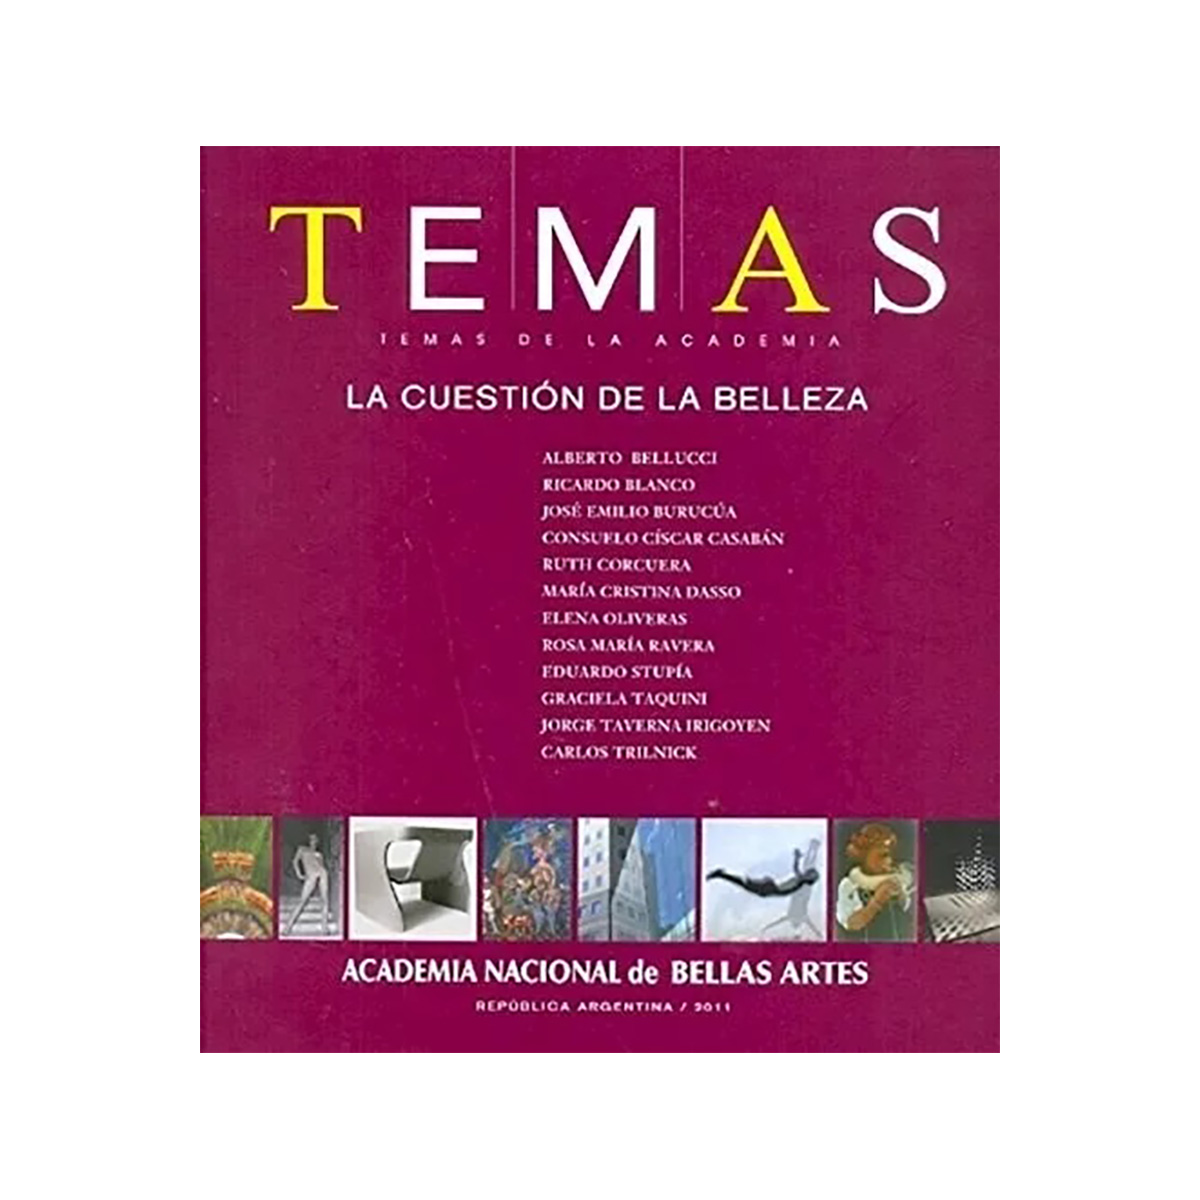 TEMAS
TEMAS DE LA ACADEMIA
LA CUESTIÓN DE LA BELLEZA
ALBERTO BELLUCCI
RICARDO BLANCO
JOSÉ EMILIO BURUCÚA
CONSUELO CÍSCAR CASABÁN
RUTH CORCUERA
MARÍA CRISTINA DASSO
ELENA OLIVERAS
ROSA MARÍA RAVERA
EDUARDO STUPÍA
GRACIELA TAQUINI
JORGE TAVERNA IRIGOYEN
CARLOS TRILNICK
ACADEMIA NACIONAL de BELLAS ARTES
REPÚBLICA ARGENTINA / 2011